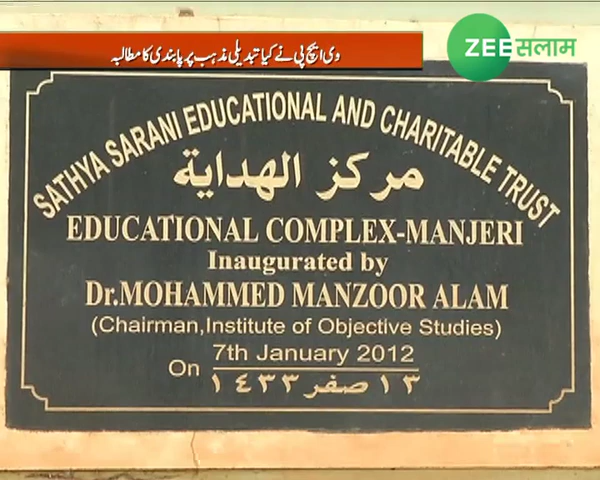 وی ایچ پی نے کیا تبدیلی مذہب پر پابندی کا مطالبہ
ZEE सलाम
SATHYA SARANI EDUCATIONAL AND CHARITABLE TRUST
مركز الهداية
EDUCATIONAL COMPLEX-MANJERI
Inaugurated by
Dr.MOHAMMED MANZOOR ALAM
(Chairman,Institute of Objective Studies)
On 7th January 2012
١٣ صفر ١٤٣٣